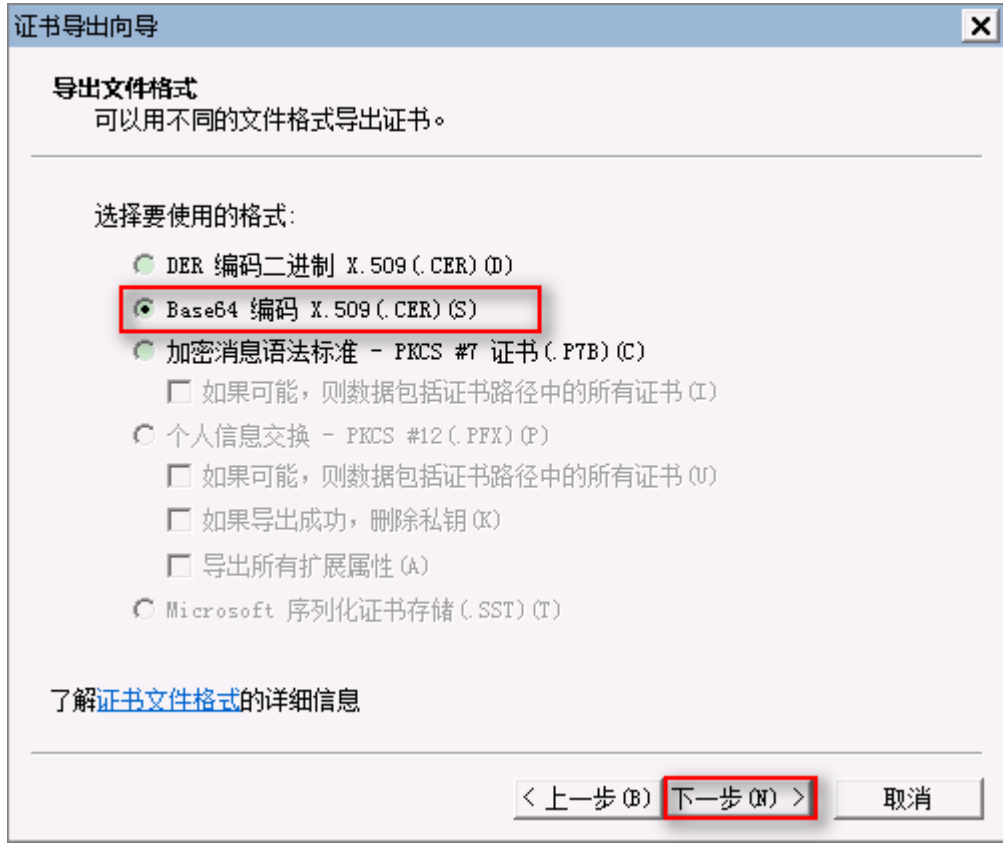 证书导出向导
导出文件格式
可以用不同的文件格式导出证书。
选择要使用的格式:
DER 编码二进制 X.509(.CER)(D)
Base64 编码 X.509(.CER)(S)
加密消息语法标准 - PKCS #7 证书(.P7B)(C)
如果可能，则数据包括证书路径中的所有证书(I)
个人信息交换 - PKCS #12(.PFX)(P)
如果可能，则数据包括证书路径中的所有证书(U)
如果导出成功，删除私钥(K)
导出所有扩展属性(A)
Microsoft 序列化证书存储(.SST)(T)
了解证书文件格式的详细信息
< 上一步(B) 下一步(N) > 取消